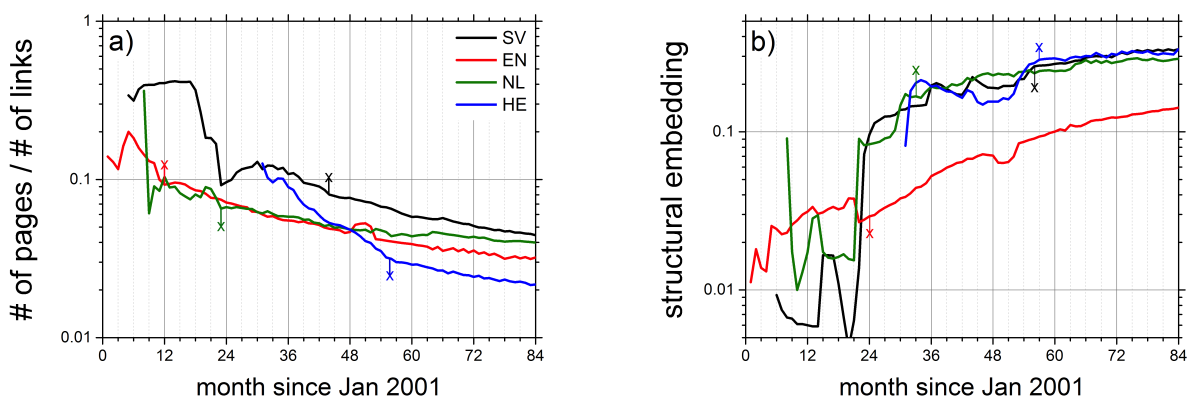 # of pages / # of links
1
0.1
0.01
a)
SV
EN
NL
HE
x
x
x
x
0 12 24 36 48 60 72 84
month since Jan 2001
structural embedding
0.1
0.01
b)
x
x
x
x
0 12 24 36 48 60 72 84
month since Jan 2001